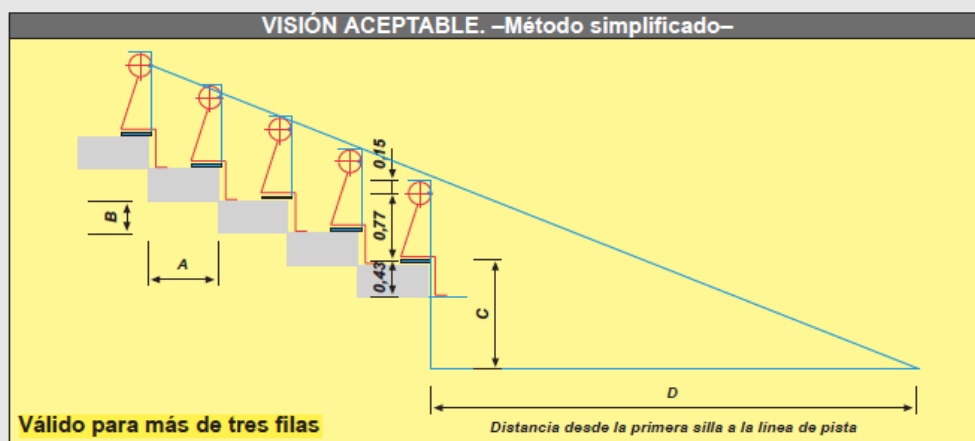 VISIÓN ACEPTABLE. –Método simplificado–
0,15
0,77
0,43
B
A
C
D
Válido para más de tres filas
Distancia desde la primera silla a la línea de pista